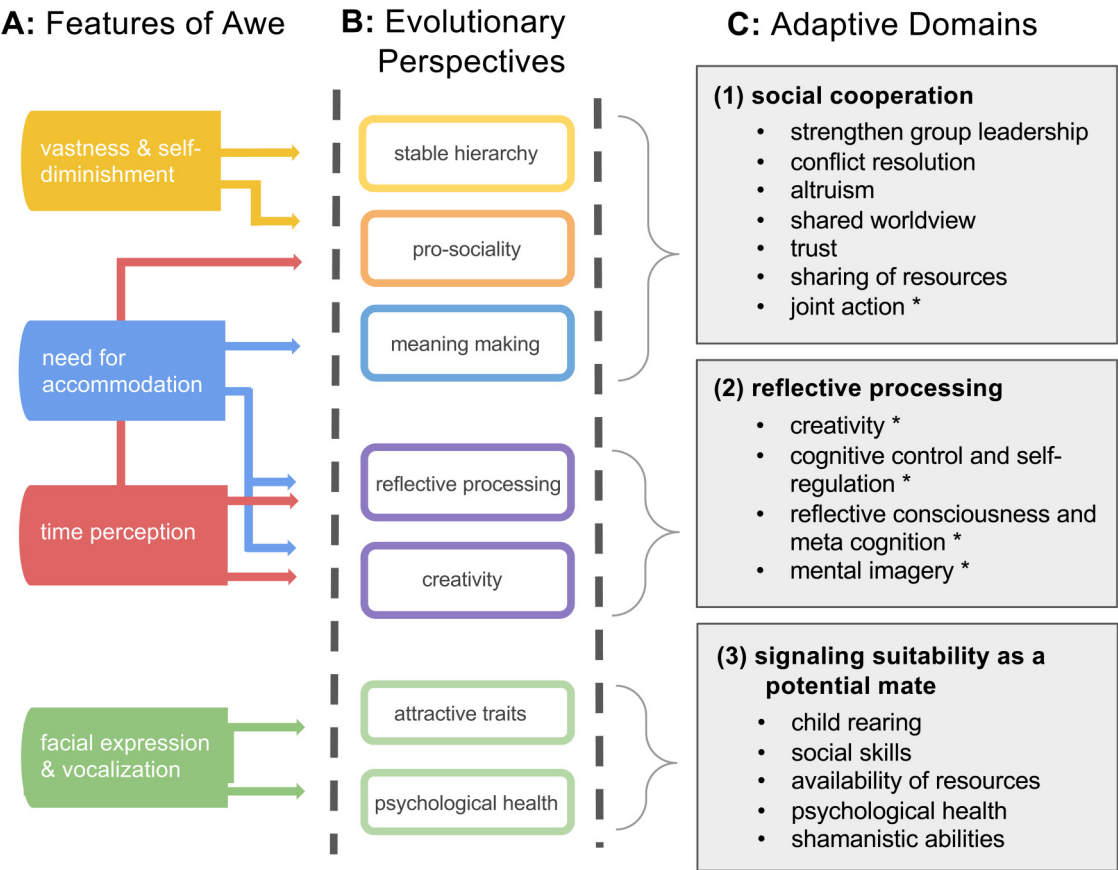 A: Features of Awe
vastness & self-
diminishment
need for
accommodation
time perception
facial expression
& vocalization
B: Evolutionary
Perspectives
stable hierarchy
pro-sociality
meaning making
reflective processing
creativity
attractive traits
psychological health
C: Adaptive Domains
(1) social cooperation
• strengthen group leadership
• conflict resolution
• altruism
• shared worldview
• trust
• sharing of resources
• joint action *
(2) reflective processing
• creativity *
• cognitive control and self-
regulation *
• reflective consciousness and
meta cognition *
• mental imagery *
(3) signaling suitability as a
potential mate
• child rearing
• social skills
• availability of resources
• psychological health
• shamanistic abilities